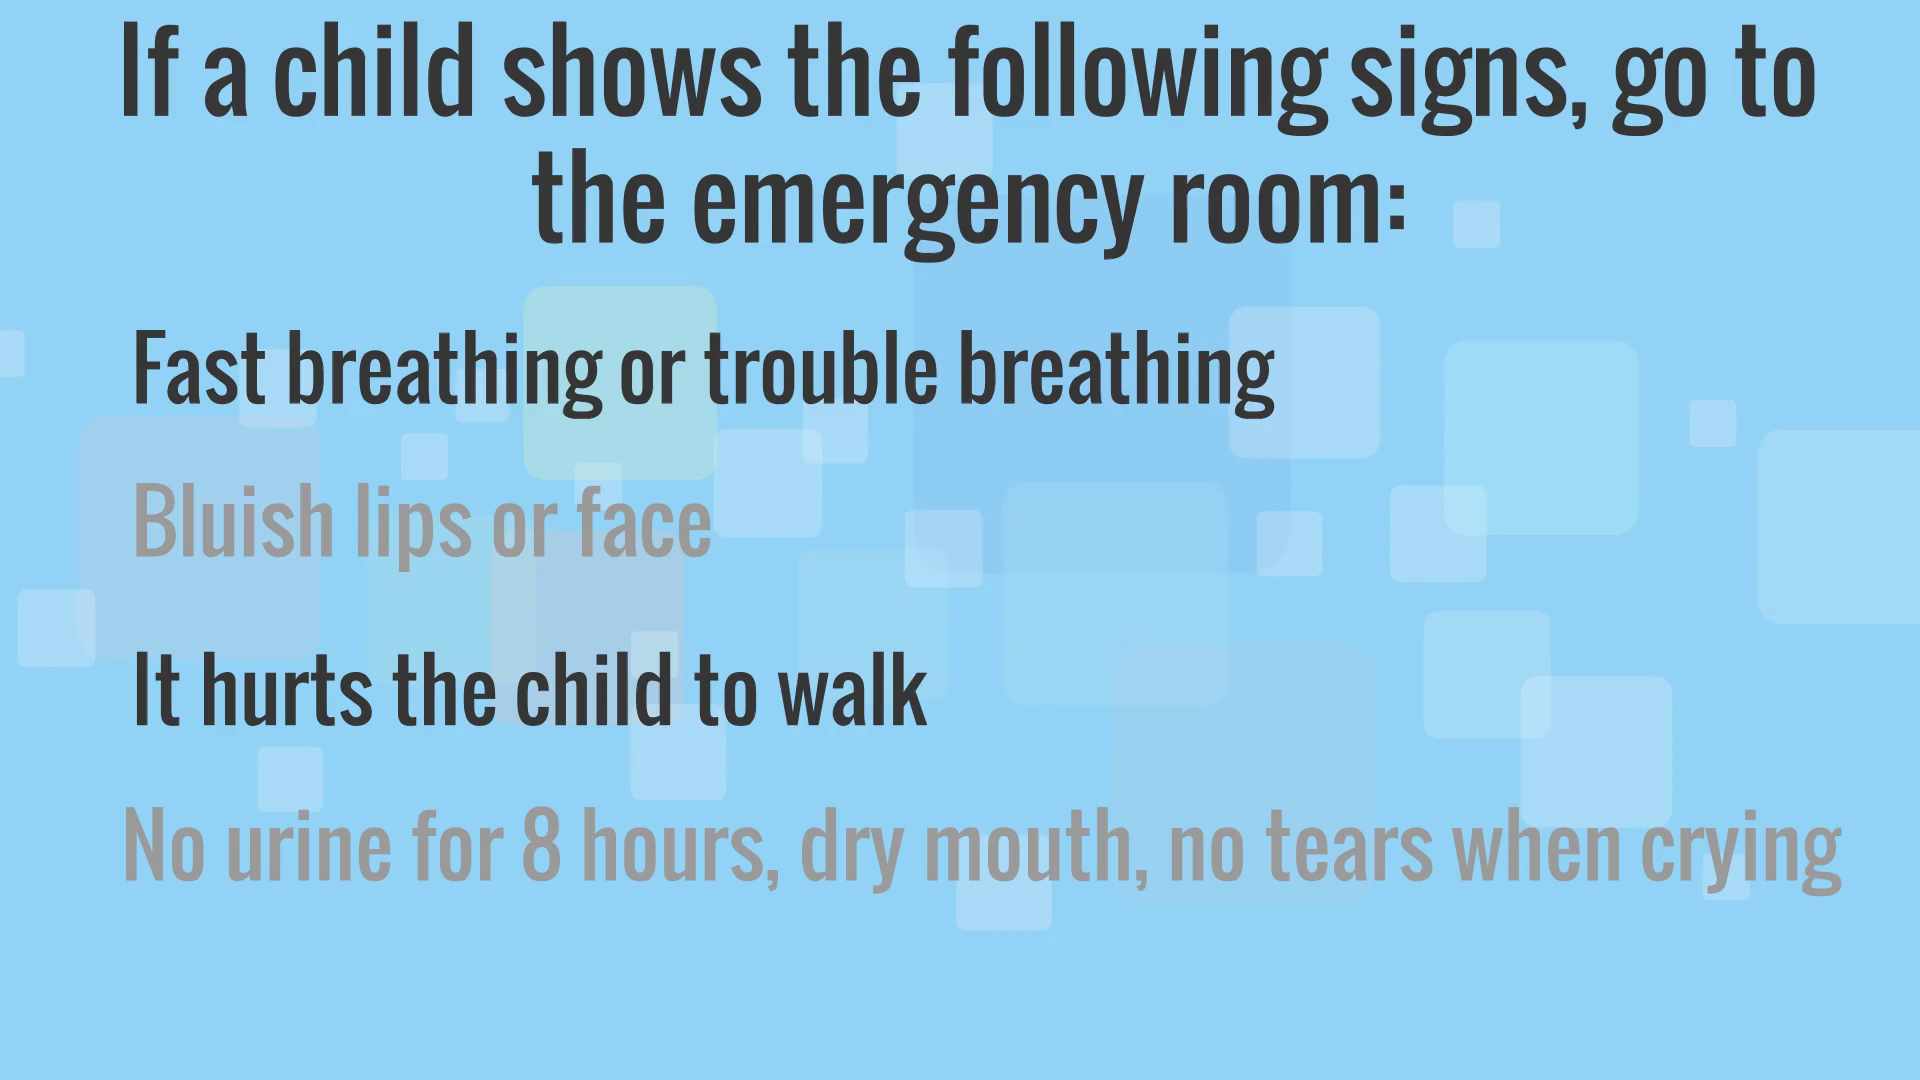 If a child shows the following signs, go to
the emergency room:
Fast breathing or trouble breathing
Bluish lips or face
It hurts the child to walk
No urine for 8 hours, dry mouth, no tears when crying